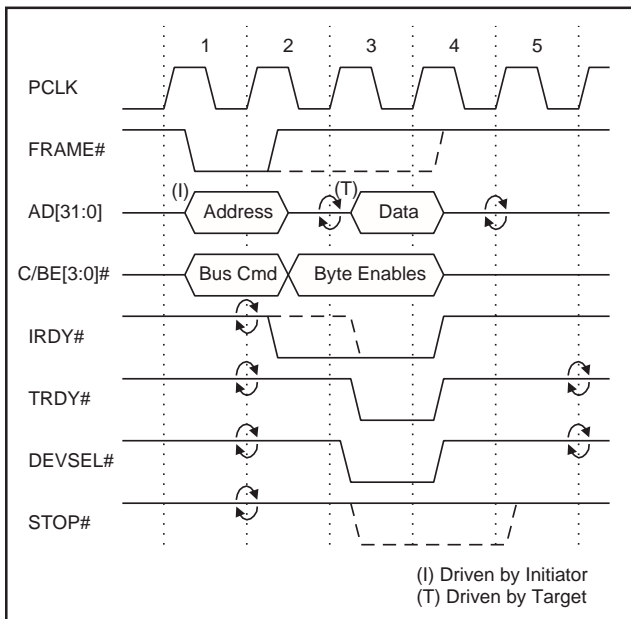 1 2 3 4 5
PCLK
FRAME#
AD[31:0] (I) Address (T) Data
C/BE[3:0]# Bus Cmd Byte Enables
IRDY#
TRDY#
DEVSEL#
STOP#
(I) Driven by Initiator
(T) Driven by Target